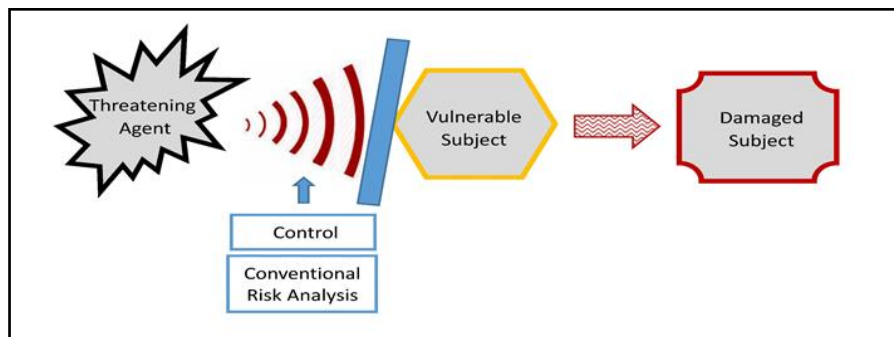 Threatening
Agent
Vulnerable
Subject
Damaged
Subject
Control
Conventional
Risk Analysis